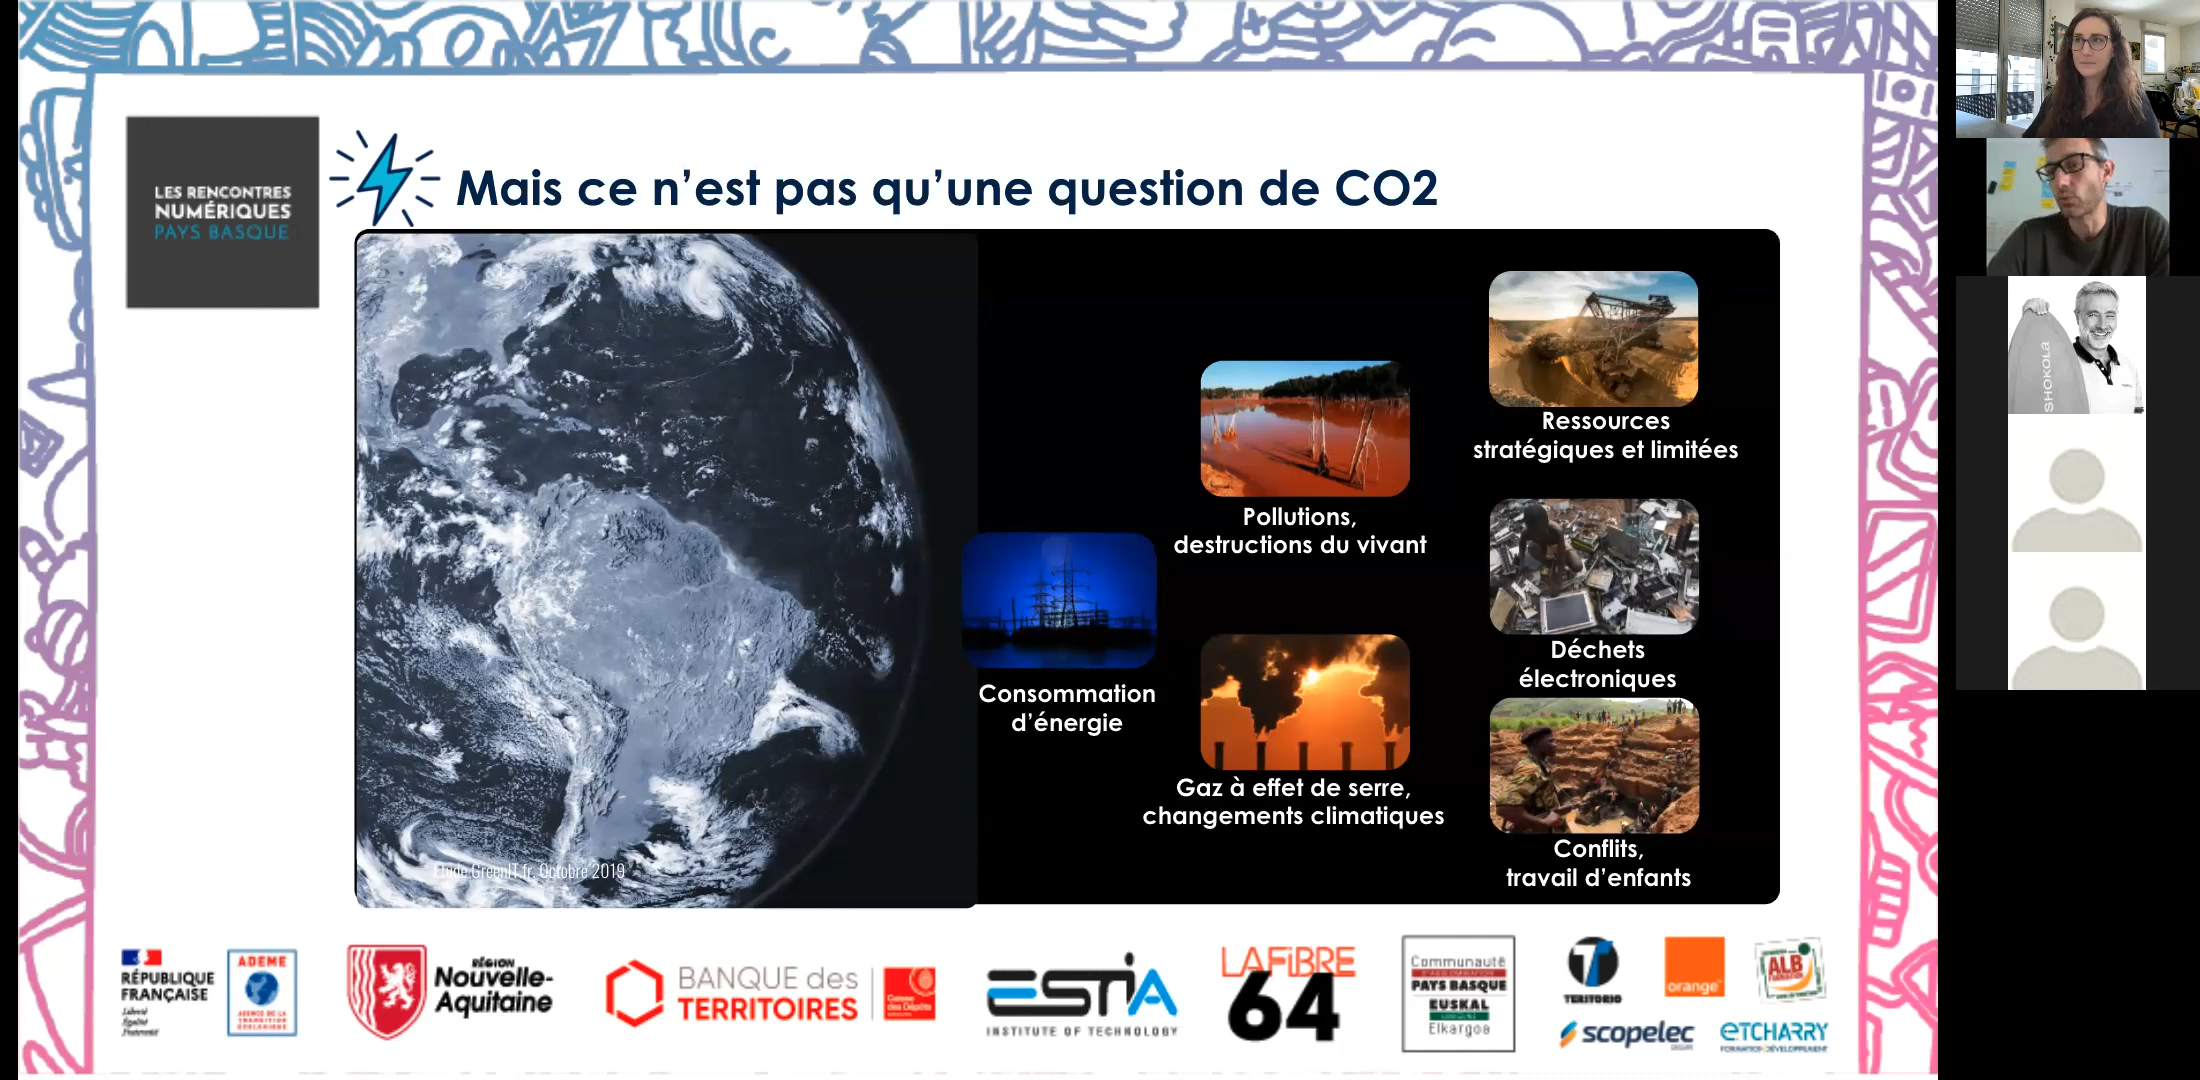 LES RENCONTRES
NUMÉRIQUES
PAYS BASQUE
Mais ce n'est pas qu'une question de CO2
Ressources
stratégiques et limitées
Pollutions,
destructions du vivant
Déchets
électroniques
Consommation
d'énergie
Gaz à effet de serre,
changements climatiques
Conflits,
travail d'enfants
Etude GreenIT.fr, Octobre 2019
SHOKOLA
RÉPUBLIQUE
FRANÇAISE
Liberté
Égalité
Fraternité
ADEME
AGENCE DE LA
TRANSITION
ÉCOLOGIQUE
RÉGION
Nouvelle-
Aquitaine
BANQUE des
TERRITOIRES
Caisse
des Dépôts
ESTIA
INSTITUTE OF TECHNOLOGY
LAFIBRE
64
Communauté
PAYS BASQUE
EUSKAL
Elkargoa
TERITORIO
orange
ALB
scopelec
GROUPE
ETCHARRY
FORMATION DÉVELOPPEMENT